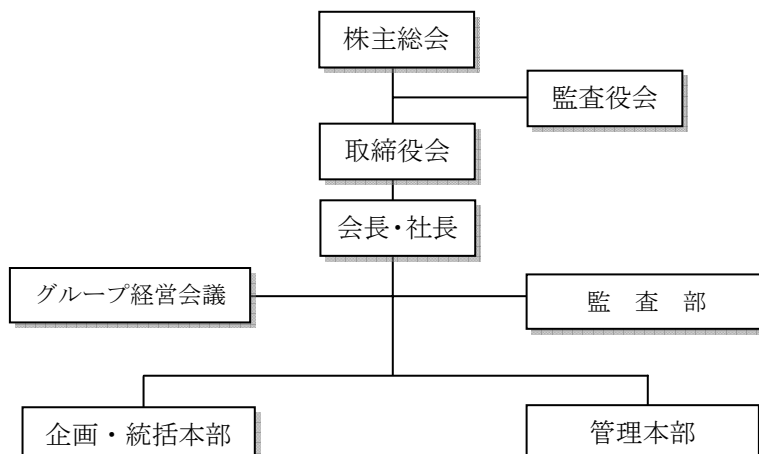 株主総会
監査役会
取締役会
会長・社長
グループ経営会議
監　査　部
企画・統括本部
管理本部